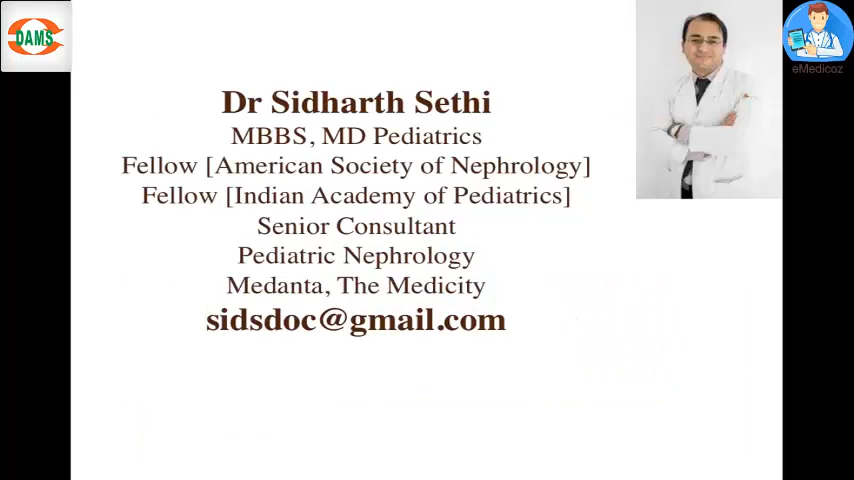 DAMS
eMedicoz
Dr Sidharth Sethi
MBBS, MD Pediatrics
Fellow [American Society of Nephrology]
Fellow [Indian Academy of Pediatrics]
Senior Consultant
Pediatric Nephrology
Medanta, The Medicity
sidsdoc@gmail.com